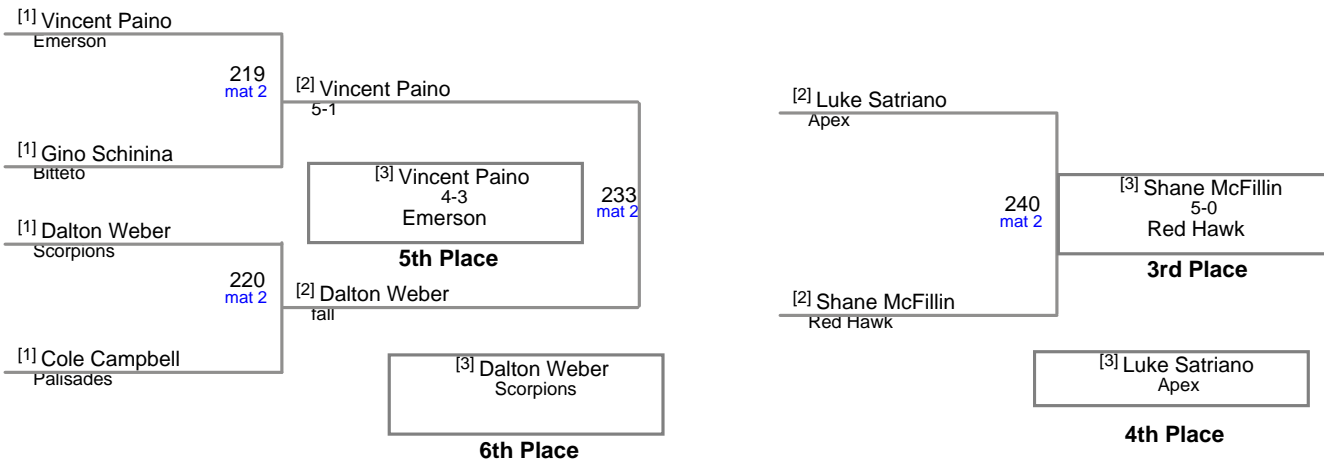 [1] Vincent Paino
Emerson
219
mat 2
[1] Gino Schinina
Bitteto
[2] Vincent Paino
5-1
[3] Vincent Paino
4-3
Emerson
5th Place
233
mat 2
[1] Dalton Weber
Scorpions
220
mat 2
[1] Cole Campbell
Palisades
[2] Dalton Weber
fall
[3] Dalton Weber
Scorpions
6th Place
[2] Luke Satriano
Apex
240
mat 2
[2] Shane McFillin
Red Hawk
[3] Shane McFillin
5-0
Red Hawk
3rd Place
[3] Luke Satriano
Apex
4th Place